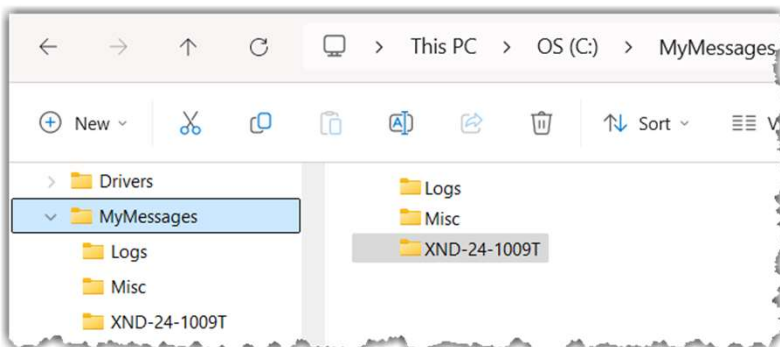 This PC > OS (C:) > MyMessages
New Sort
Drivers
MyMessages
Logs
Misc
XND-24-1009T
Logs
Misc
XND-24-1009T